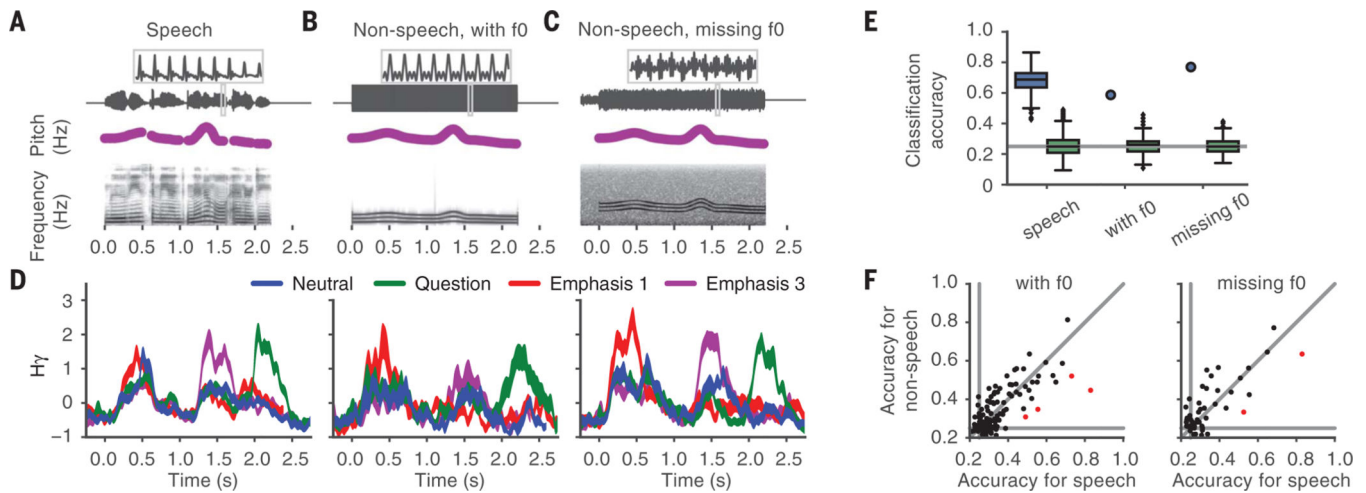 A
Speech
B
Non-speech, with f0
C
Non-speech, missing f0
Pitch
(Hz)
Frequency
(Hz)
0.0 0.5 1.0 1.5 2.0 2.5
0.0 0.5 1.0 1.5 2.0 2.5
0.0 0.5 1.0 1.5 2.0 2.5
D
Neutral
Question
Emphasis 1
Emphasis 3
Hγ
3
2
1
0
−1
0.0 0.5 1.0 1.5 2.0 2.5
Time (s)
0.0 0.5 1.0 1.5 2.0 2.5
Time (s)
0.0 0.5 1.0 1.5 2.0 2.5
Time (s)
E
Classification
accuracy
1.0
0.8
0.6
0.4
0.2
0
speech
with f0
missing f0
F
with f0
Accuracy for
non-speech
1.0
0.8
0.6
0.4
0.2
0.2 0.4 0.6 0.8 1.0
Accuracy for speech
missing f0
0.2 0.4 0.6 0.8 1.0
Accuracy for speech